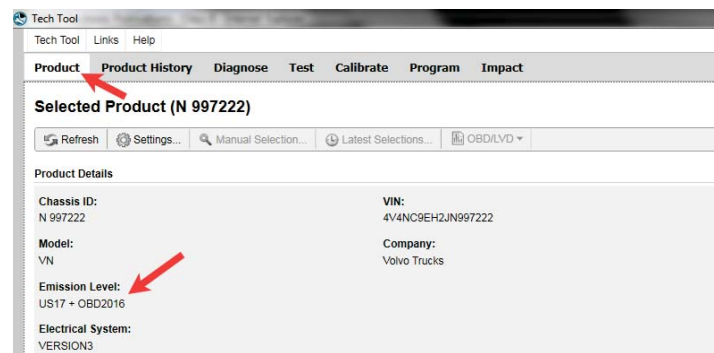 Tech Tool
Tech Tool Links Help
Product Product History Diagnose Test Calibrate Program Impact
Selected Product (N 997222)
Refresh Settings... Manual Selection... Latest Selections... OBD/LVD
Product Details
Chassis ID: VIN:
N 997222 4V4NC9EH2JN997222
Model: Company:
VN Volvo Trucks
Emission Level:
US17 + OBD2016
Electrical System:
VERSION3